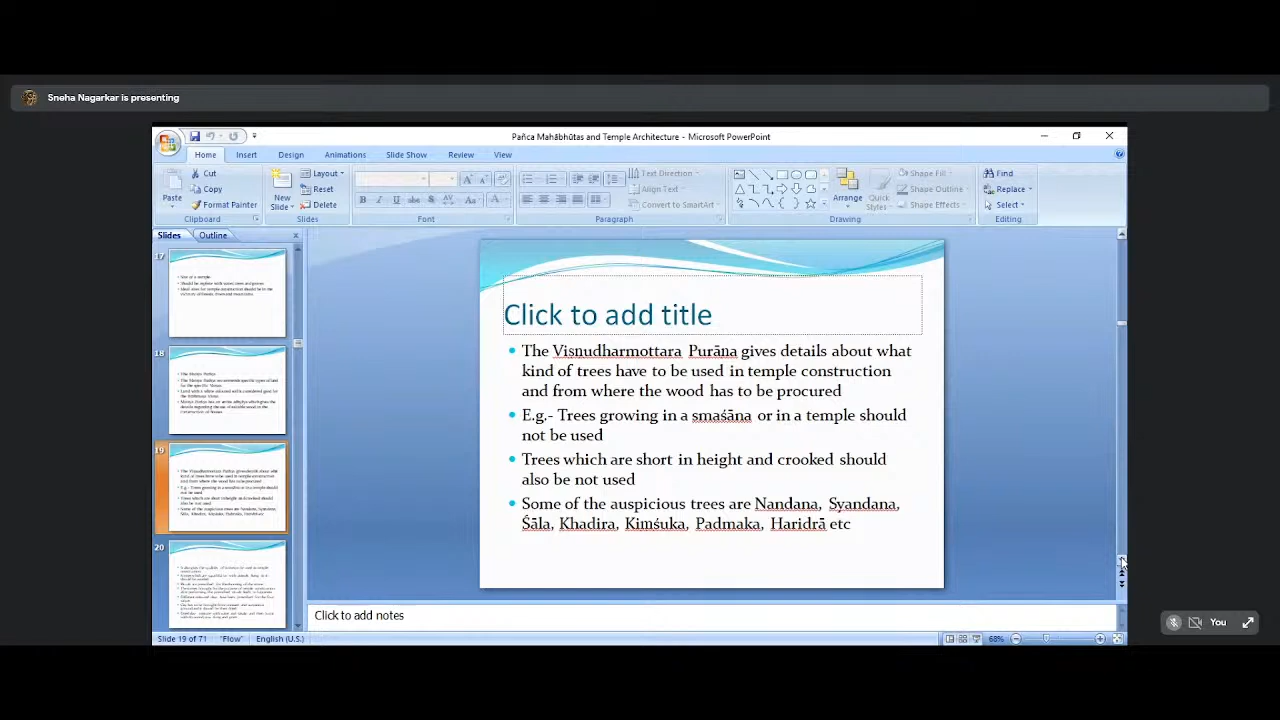 Sneha Nagarkar is presenting
Pañca Mahābhūtas and Temple Architecture - Microsoft PowerPoint
Home Insert Design Animations Slide Show Review View
Paste
Cut
Copy
Format Painter
Clipboard
New Slide
Layout
Reset
Delete
Slides
Font
Text Direction
Align Text
Convert to SmartArt
Paragraph
Arrange
Quick Styles
Shape Fill
Shape Outline
Shape Effects
Drawing
Find
Replace
Select
Editing
Slides Outline
17
18
19
20
Click to add title
The Visnudharmottara Purāna gives details about what
kind of trees have to be used in temple construction
and from where the wood has to be procured
E.g.- Trees growing in a smaśāna or in a temple should
not be used
Trees which are short in height and crooked should
also be not used
Some of the auspicious trees are Nandana, Syandana,
Śāla, Khadira, Kinśuka, Padmaka, Haridrā etc
Click to add notes
Slide 19 of 71 "Flow" English (U.S.) 68%
You